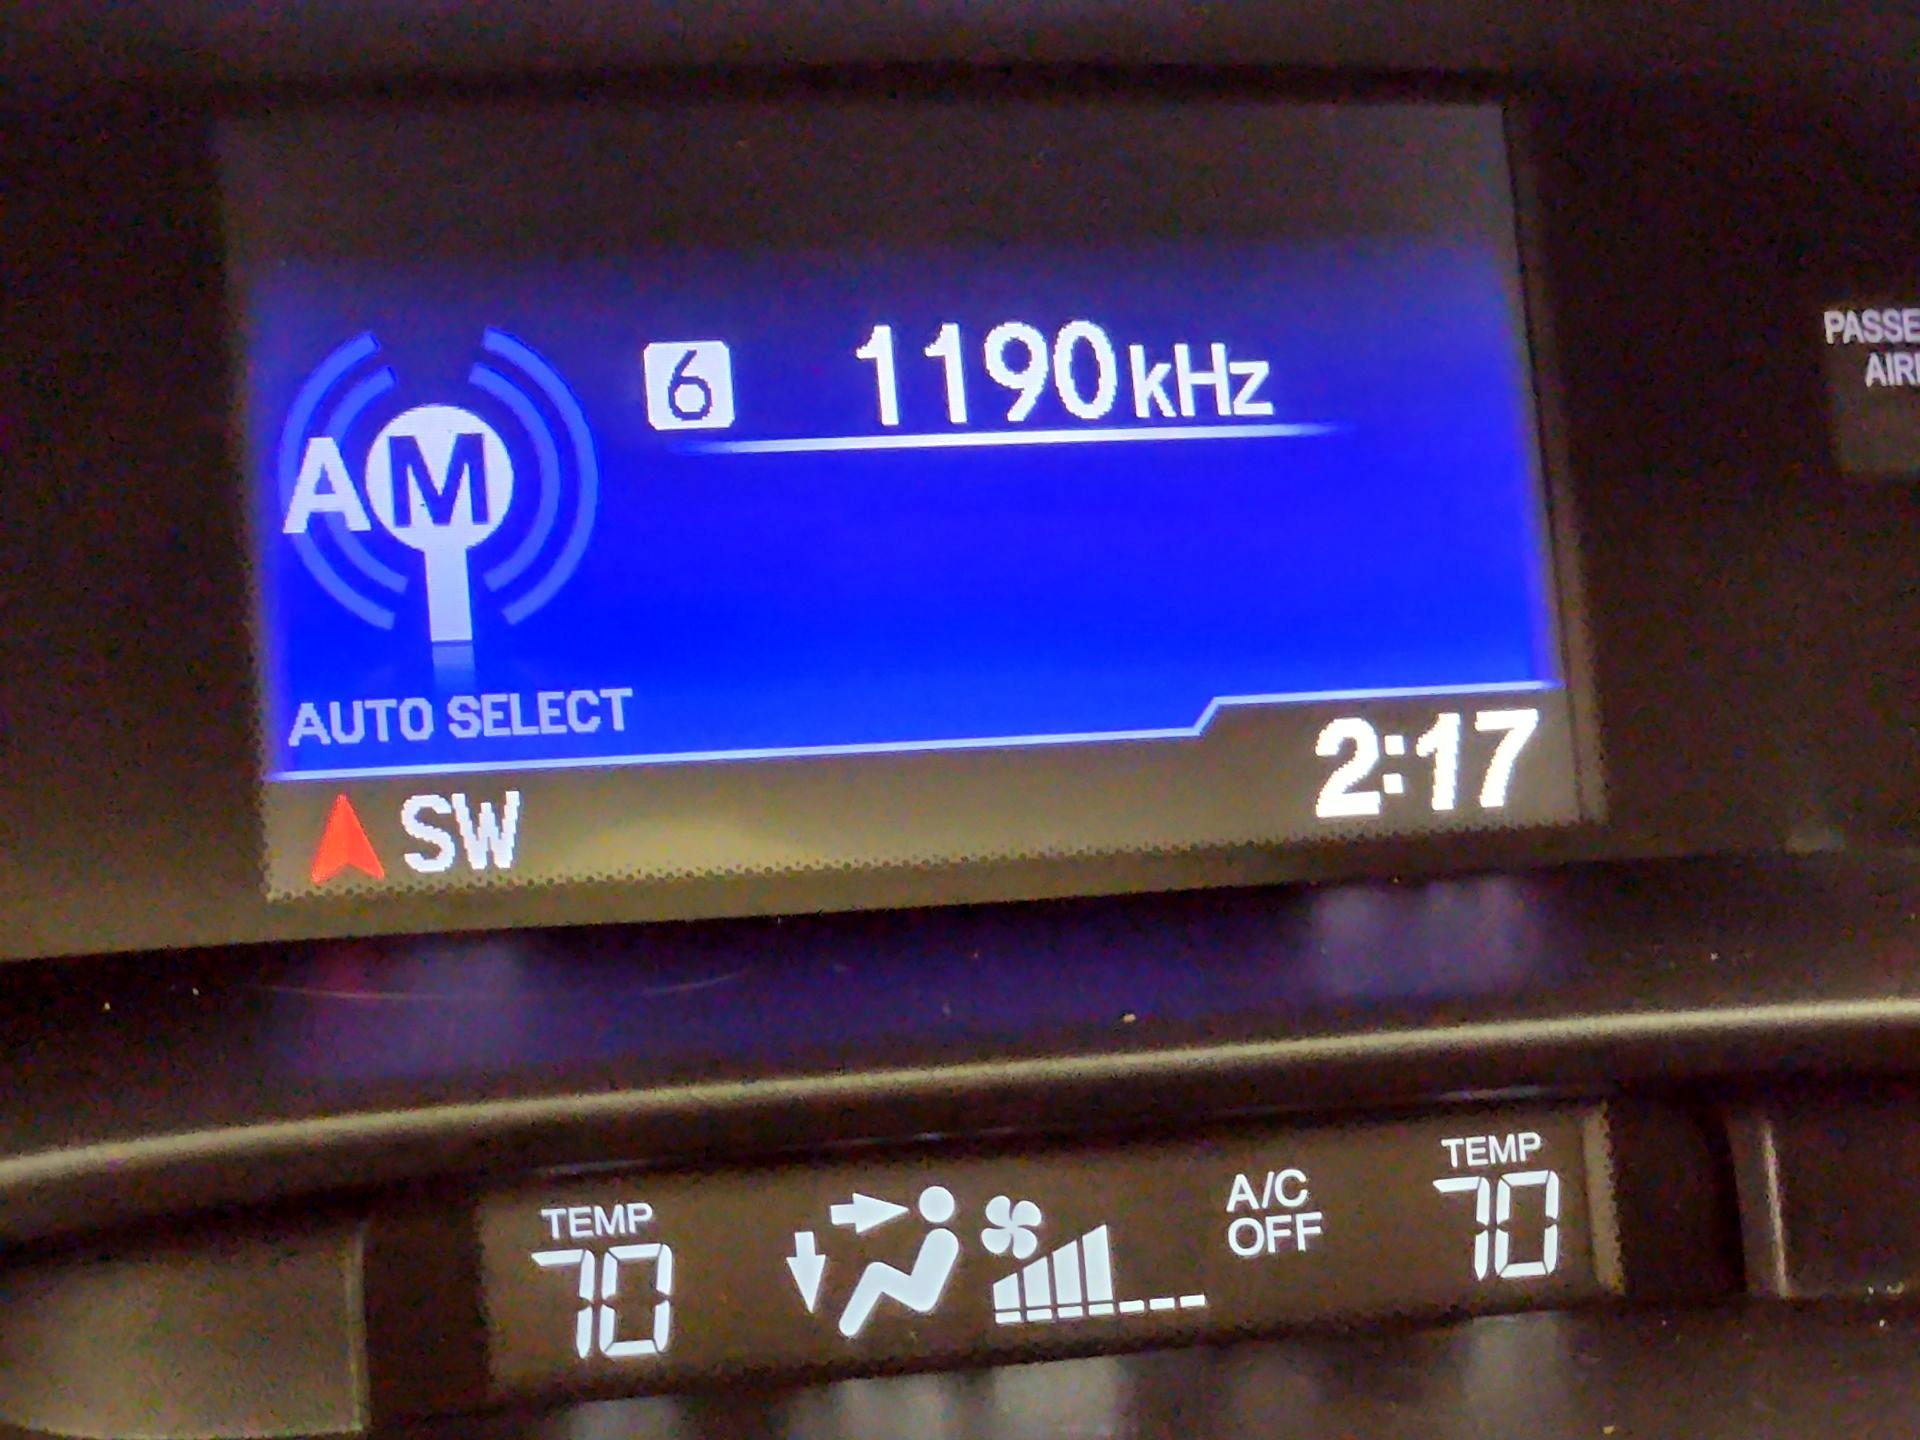 6 1190kHz
AM
AUTO SELECT
SW
2:17
TEMP
70
A/C
OFF
TEMP
70